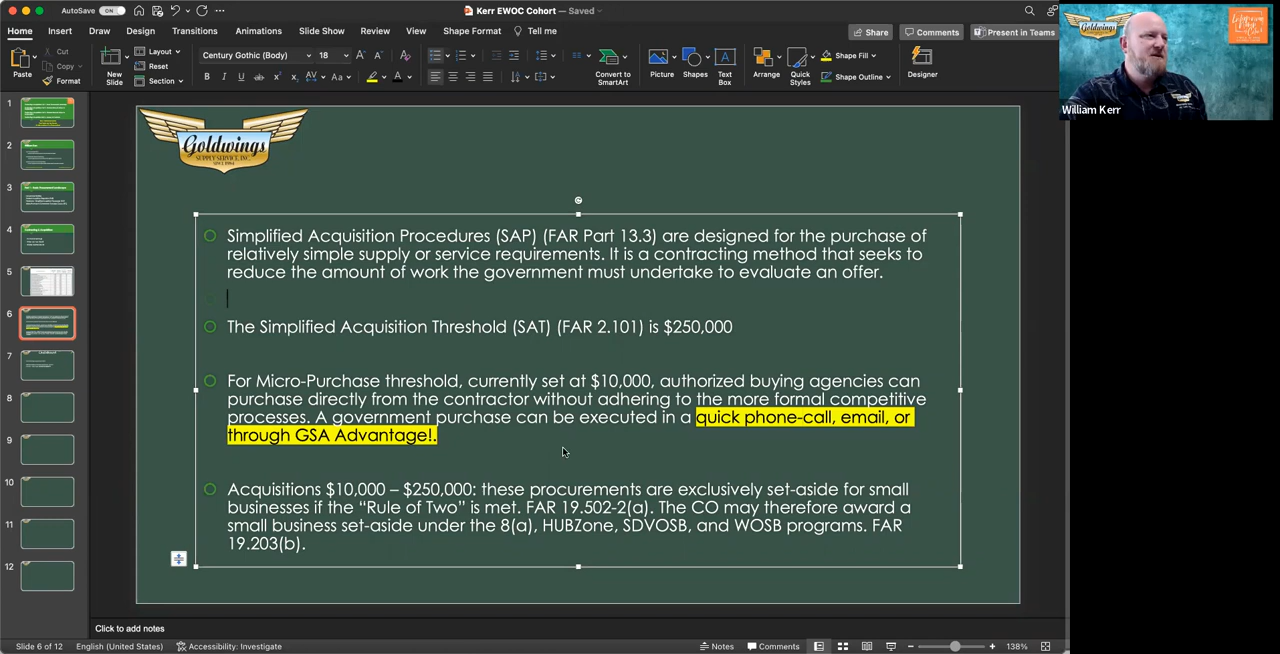 AutoSave ON
Kerr EWOC Cohort — Saved
Home Insert Draw Design Transitions Animations Slide Show Review View Shape Format Tell me
Share Comments Present in Teams
Paste
Cut
Copy
Format
New
Slide
Layout
Reset
Section
Century Gothic (Body) 18
Convert to
SmartArt
Picture Shapes Text
Box
Arrange Quick
Styles
Shape Fill
Shape Outline
Designer
William Kerr
Goldwings
SUPPLY SERVICE, INC.
SINCE 1984
Simplified Acquisition Procedures (SAP) (FAR Part 13.3) are designed for the purchase of
relatively simple supply or service requirements. It is a contracting method that seeks to
reduce the amount of work the government must undertake to evaluate an offer.
The Simplified Acquisition Threshold (SAT) (FAR 2.101) is $250,000
For Micro-Purchase threshold, currently set at $10,000, authorized buying agencies can
purchase directly from the contractor without adhering to the more formal competitive
processes. A government purchase can be executed in a quick phone-call, email, or
through GSA Advantage!.
Acquisitions $10,000 – $250,000: these procurements are exclusively set-aside for small
businesses if the “Rule of Two” is met. FAR 19.502-2(a). The CO may therefore award a
small business set-aside under the 8(a), HUBZone, SDVOSB, and WOSB programs. FAR
19.203(b).
1
2
3
4
5
6
7
8
9
10
11
12
Click to add notes
Slide 6 of 12 English (United States) Accessibility: Investigate
Notes Comments 138%